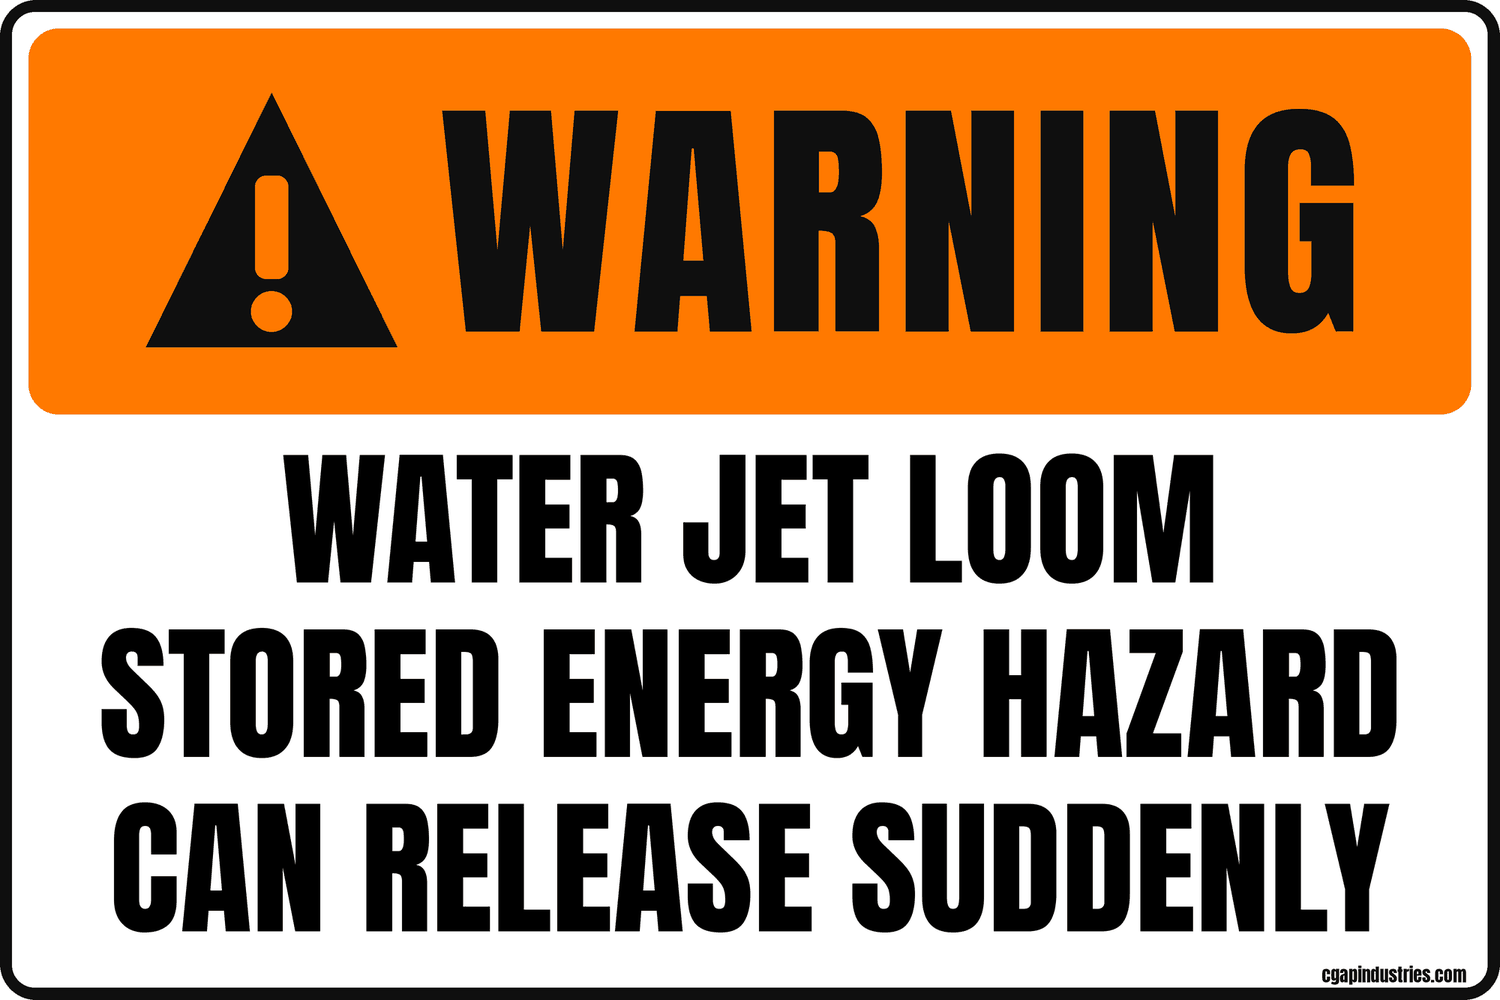 WARNING
WATER JET LOOM
STORED ENERGY HAZARD
CAN RELEASE SUDDENLY
cgapindustries.com